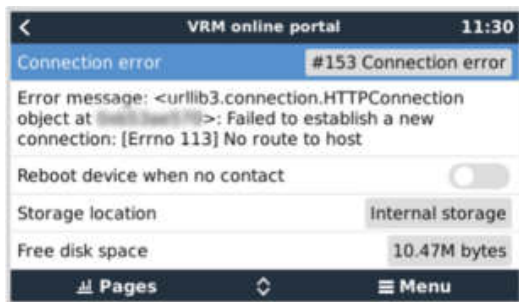 VRM online portal 11:30
Connection error #153 Connection error
Error message: <urllib3.connection.HTTPConnection
object at >: Failed to establish a new
connection: [Errno 113] No route to host
Reboot device when no contact
Storage location Internal storage
Free disk space 10.47M bytes
Pages Menu